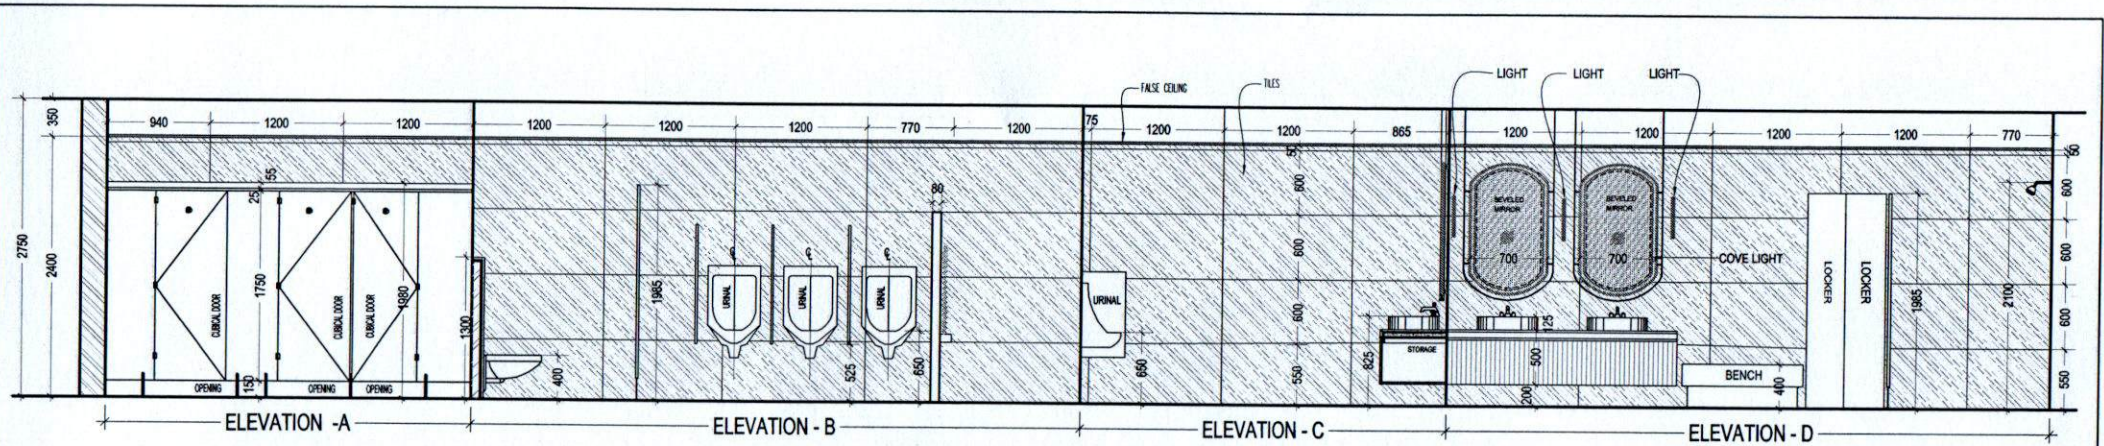 LIGHT
LIGHT
LIGHT
FALSE CEILING
TILES
350
940
1200
1200
1200
1200
1200
770
1200
75
1200
1200
865
1200
1200
1200
1200
770
2750
2400
55
25
1750
150
1980
1300
400
1985
525
650
80
650
50
600
600
600
550
825
125
500
200
400
1985
2100
50
600
600
600
550
CUBICAL DOOR
CUBICAL DOOR
CUBICAL DOOR
OPENING
OPENING
OPENING
URINAL
URINAL
URINAL
URINAL
BEVELED
MIRROR
700
BEVELED
MIRROR
700
COVE LIGHT
STORAGE
BENCH
LOCKER
LOCKER
ELEVATION -A
ELEVATION - B
ELEVATION - C
ELEVATION - D